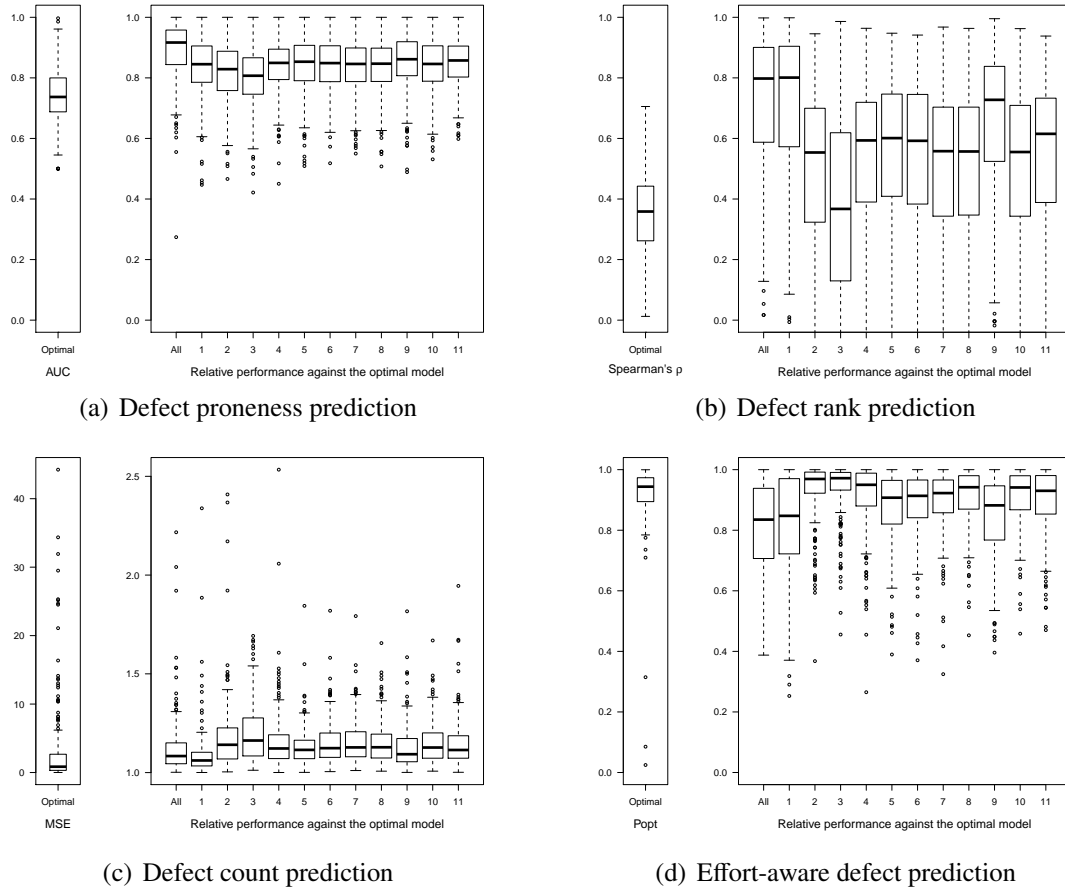 1.0
0.8
0.6
0.4
0.2
0.0
Optimal
AUC
1.0
0.8
0.6
0.4
0.2
0.0
All 1 2 3 4 5 6 7 8 9 10 11
Relative performance against the optimal model
(a) Defect proneness prediction
1.0
0.8
0.6
0.4
0.2
0.0
Optimal
Spearman's ρ
1.0
0.8
0.6
0.4
0.2
0.0
All 1 2 3 4 5 6 7 8 9 10 11
Relative performance against the optimal model
(b) Defect rank prediction
40
30
20
10
0
Optimal
MSE
2.5
2.0
1.5
1.0
All 1 2 3 4 5 6 7 8 9 10 11
Relative performance against the optimal model
(c) Defect count prediction
1.0
0.8
0.6
0.4
0.2
0.0
Optimal
Popt
1.0
0.8
0.6
0.4
0.2
0.0
All 1 2 3 4 5 6 7 8 9 10 11
Relative performance against the optimal model
(d) Effort-aware defect prediction